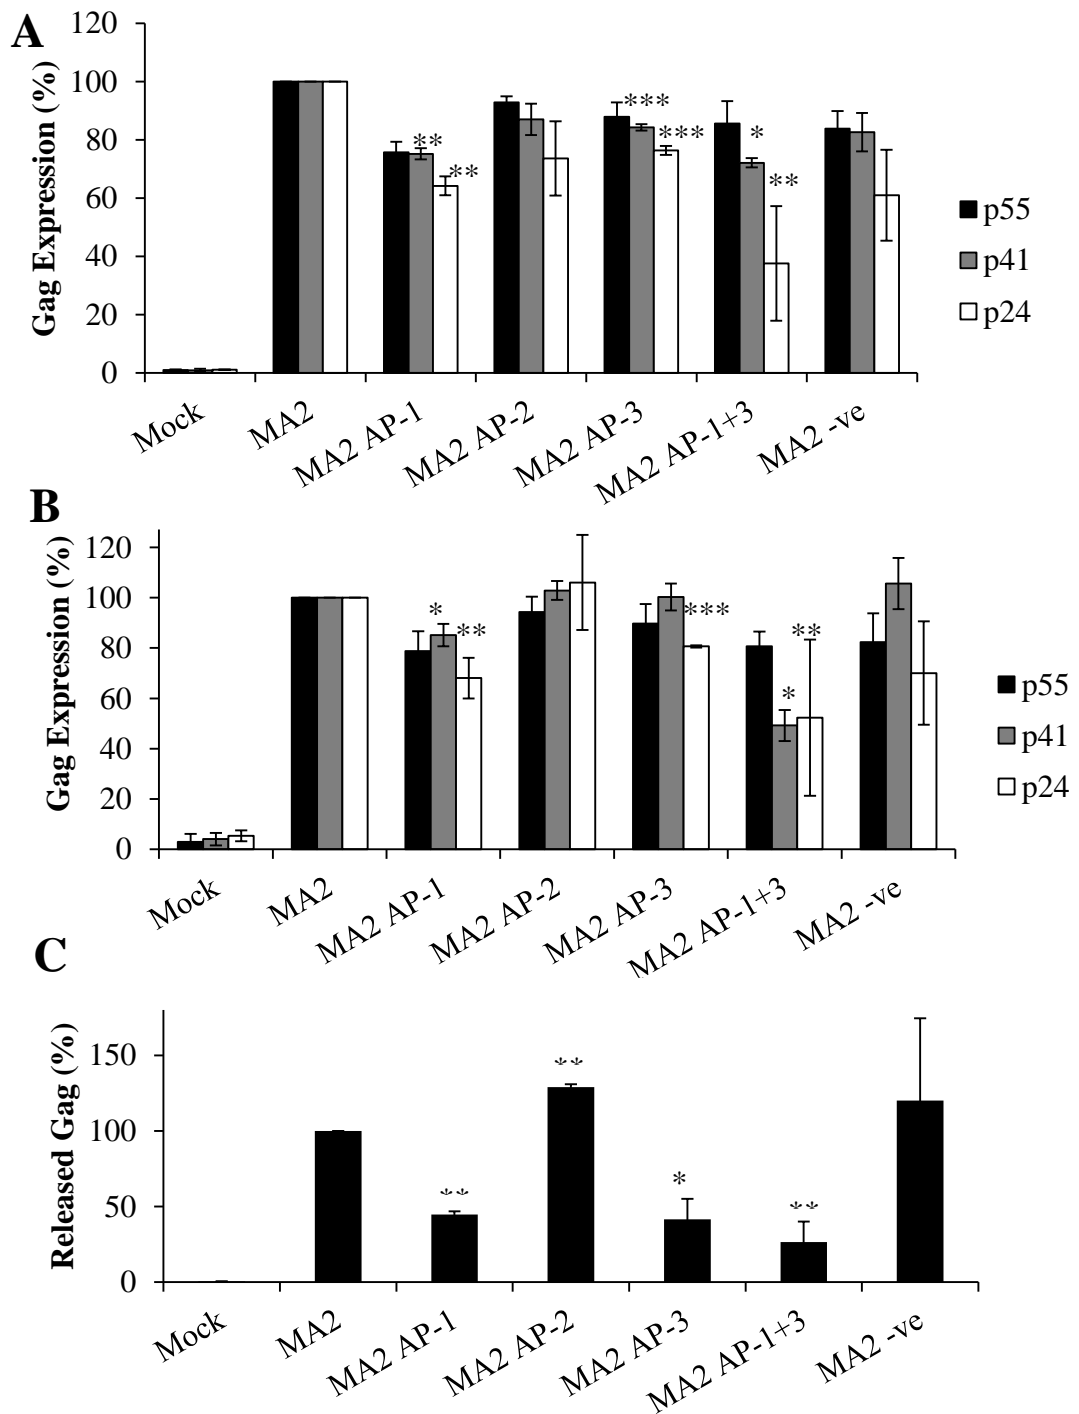 A
Gag Expression (%)
120
100
80
60
40
20
0
** ** *** *** * **
p55
p41
p24
Mock MA2 MA2 AP-1 MA2 AP-2 MA2 AP-3 MA2 AP-1+3 MA2 -ve
B
Gag Expression (%)
120
100
80
60
40
20
0
* ** *** * **
p55
p41
p24
Mock MA2 MA2 AP-1 MA2 AP-2 MA2 AP-3 MA2 AP-1+3 MA2 -ve
C
Released Gag (%)
150
100
50
0
** ** * **
Mock MA2 MA2 AP-1 MA2 AP-2 MA2 AP-3 MA2 AP-1+3 MA2 -ve